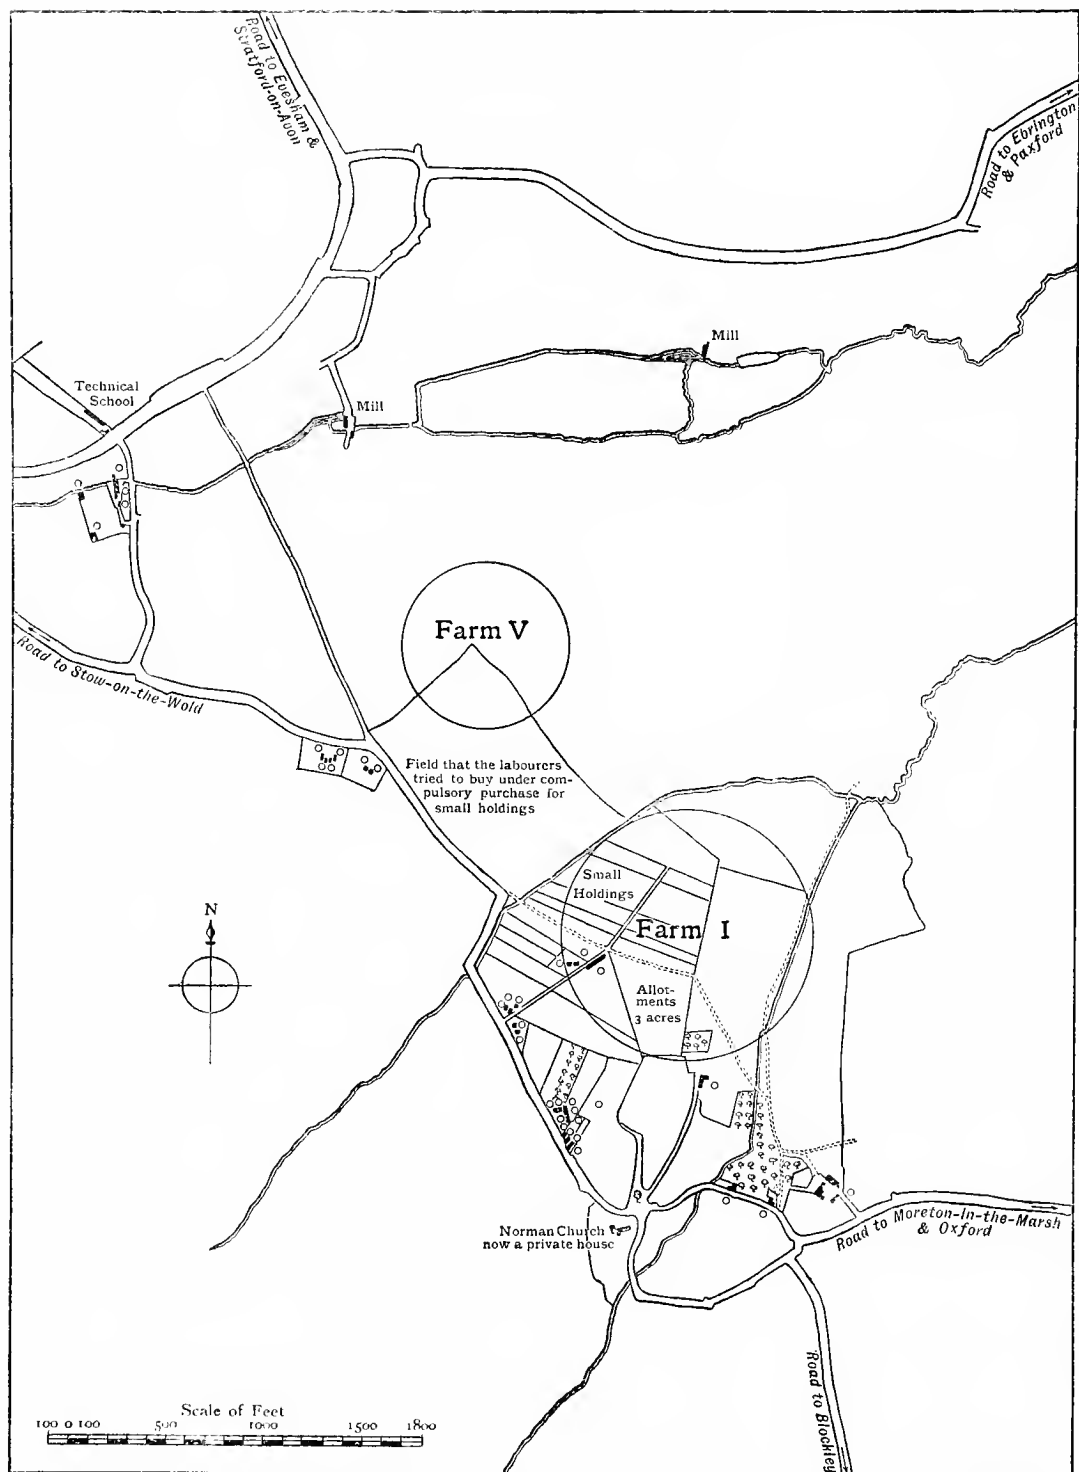 Road to Evesham &
Stratford-on-Avon
Road to Ebrington
& Paxford
Mill
Technical
School
Mill
Farm V
Road to Stow-on-the-Wold
Field that the labourers
tried to buy under com-
pulsory purchase for
small holdings
Small
Holdings
N
Farm I
Allot-
ments
3 acres
Norman Church
now a private house
Road to Moreton-in-the-Marsh
& Oxford
Road to Blockley
Scale of Feet
100 0 100 500 1000 1500 1800